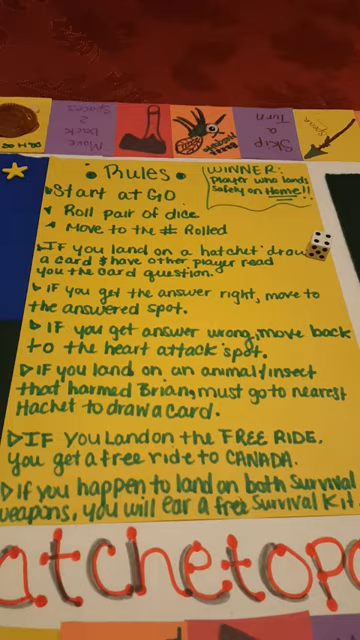 Move
Back
2
Spaces
Skip
a
Turn
Spear
Rules
WINNER:
Player who lands
Safely on Home!!
Start at GO
Roll pair of dice
Move to the # Rolled
IF you land on a hatchet draw
a card & have other player read
you the card question.
IF you get the answer right, move to
the answered spot.
IF you get answer wrong, move back
to the heart attack spot.
IF you land on an animal/insect
that harmed Brian, must go to nearest
Hachet to draw a card.
IF You Land on the FREE RIDE.
You get a free ride to CANADA.
If you happen to land on both Survival
weapons, you will ear a free Survival Kit.
atchetopo